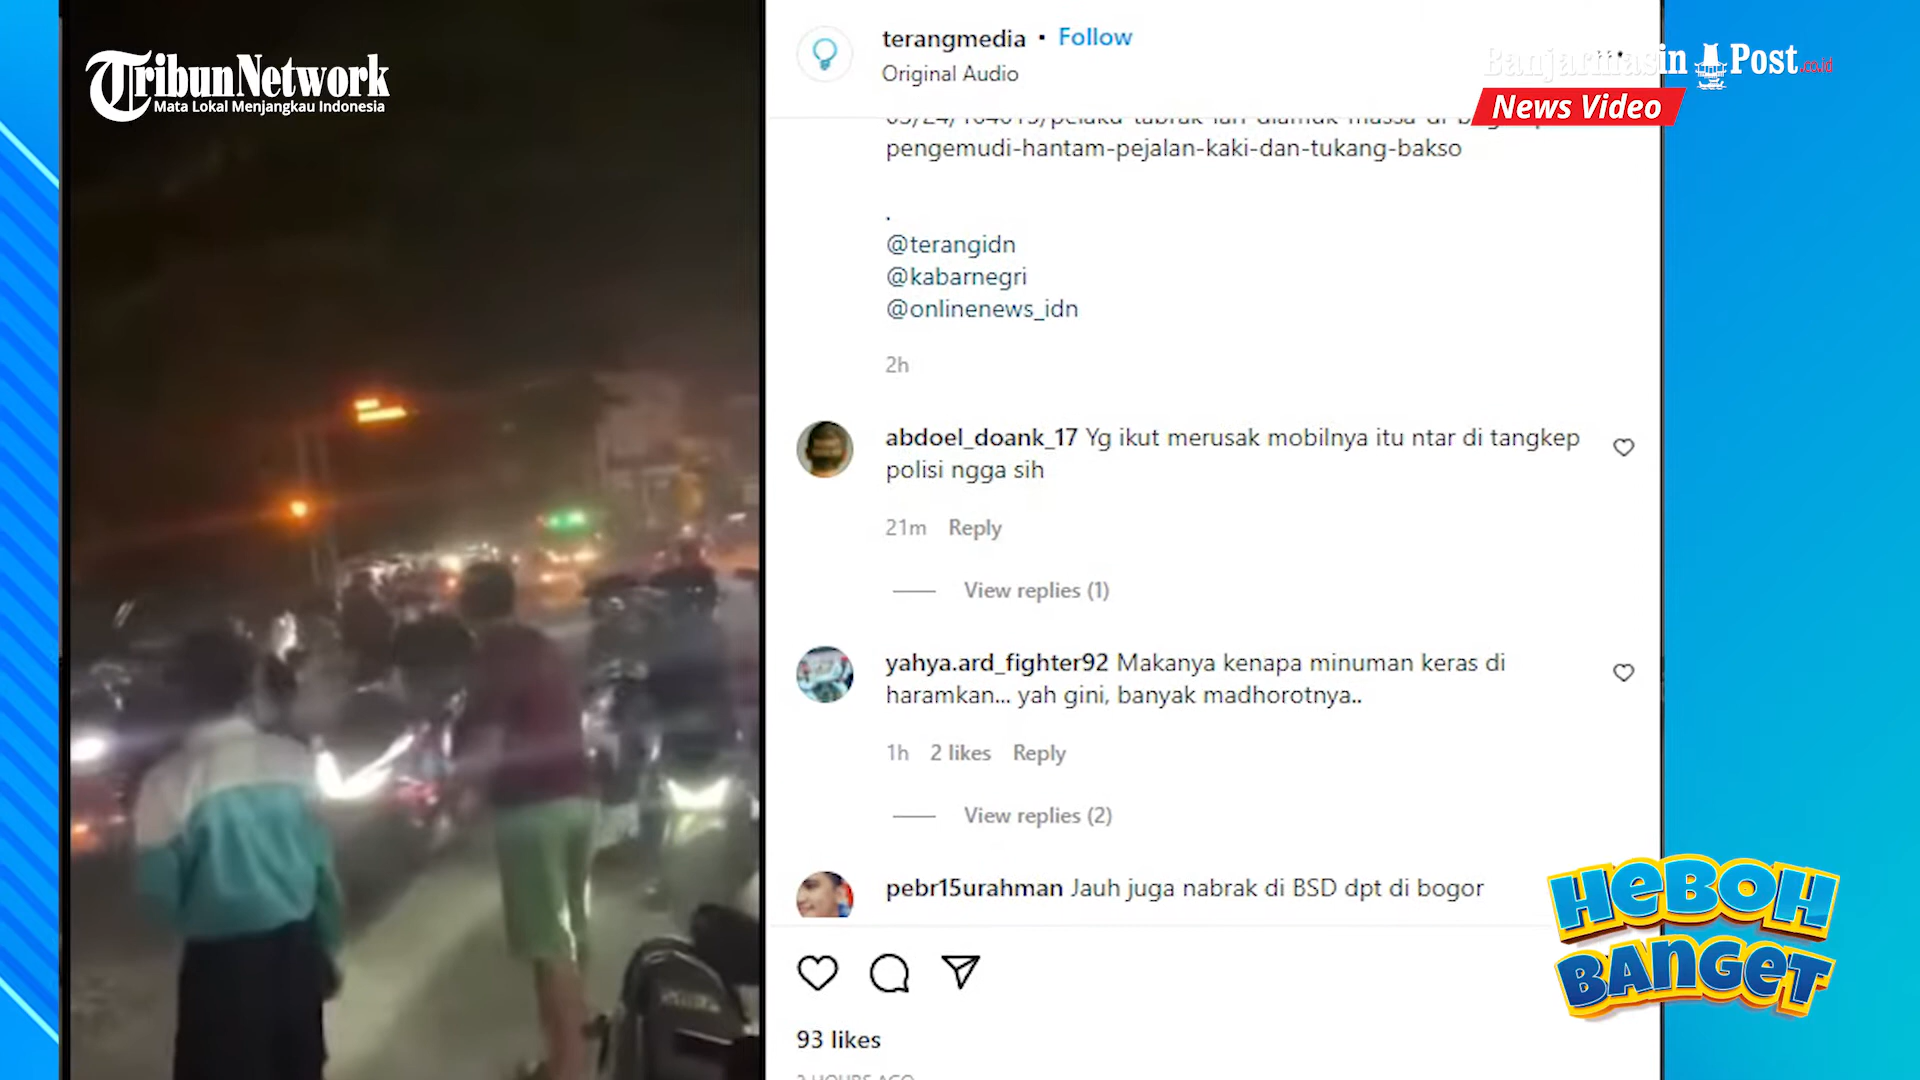 TribunNetwork
Mata Lokal Menjangkau Indonesia
terangmedia • Follow
Original Audio
Banjarmasin Post.co.id
News Video
pengemudi-hantam-pejalan-kaki-dan-tukang-bakso
.
@terangidn
@kabarnegri
@onlinenews_idn
2h
abdoel_doank_17 Yg ikut merusak mobilnya itu ntar di tangkep
polisi ngga sih
21m Reply
View replies (1)
yahya.ard_fighter92 Makanya kenapa minuman keras di
haramkan... yah gini, banyak madhorotnya..
1h 2 likes Reply
View replies (2)
pebr15urahman Jauh juga nabrak di BSD dpt di bogor
93 likes
HEBOH
BANGET